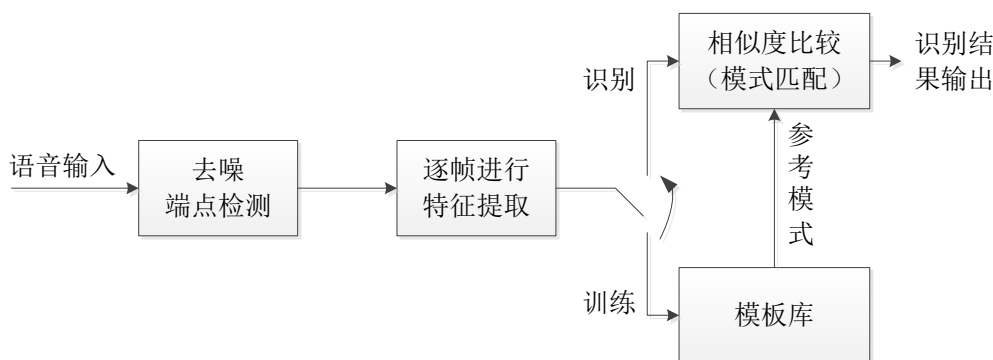 语音输入
去噪
端点检测
逐帧进行
特征提取
识别
相似度比较
（模式匹配）
识别结
果输出
参
考
模
式
训练
模板库